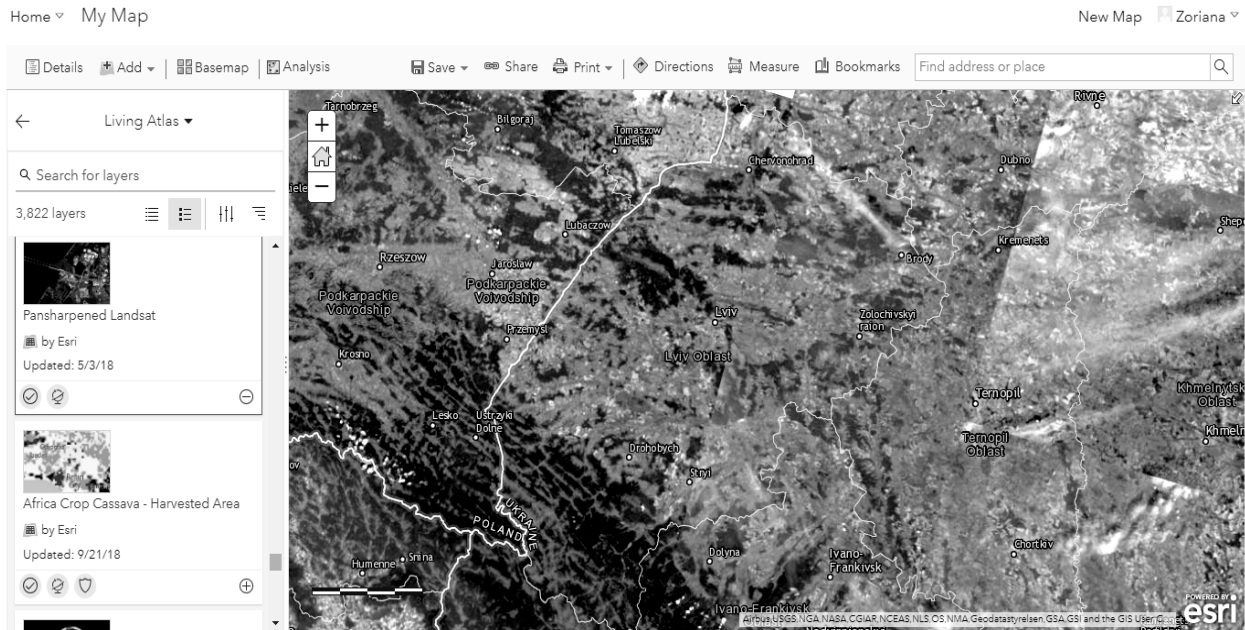 Home My Map New Map Zoriana
Details Add Basemap Analysis Save Share Print Directions Measure Bookmarks Find address or place
Living Atlas
Search for layers
3,822 layers
Pansharpened Landsat
by Esri
Updated: 5/3/18
Africa Crop Cassava - Harvested Area
by Esri
Updated: 9/21/18
Tarnobrzeg
Bilgoraj
Tomaszow
Lubelski
Chervonohrad
Rivne
Dubno
Lubaczow
Kremenets
Brody
Rzeszow
Jaroslaw
Podkarpackie
Voivodship
Podkarpackie
Voivodship
Przemysl
Lviv
Zolochivskyi
raion
Krosno
Lviv Oblast
Ternopil
Khmelnytsk
Oblast
Lesko
Ustrzyki
Dolne
Ternopil
Oblast
Khmeln
Drohobych
Stryi
UKRAINE
POLAND
Chortkiv
Humenne
Snina
Dolyna
Ivano-
Frankivsk
Ivano-Frankivsk
POWERED BY
esri
Airbus,USGS,NGA,NASA,CGIAR,NCEAS,NLS,OS,NMA,Geodatastyrelsen,GSA,GSI and the GIS User C